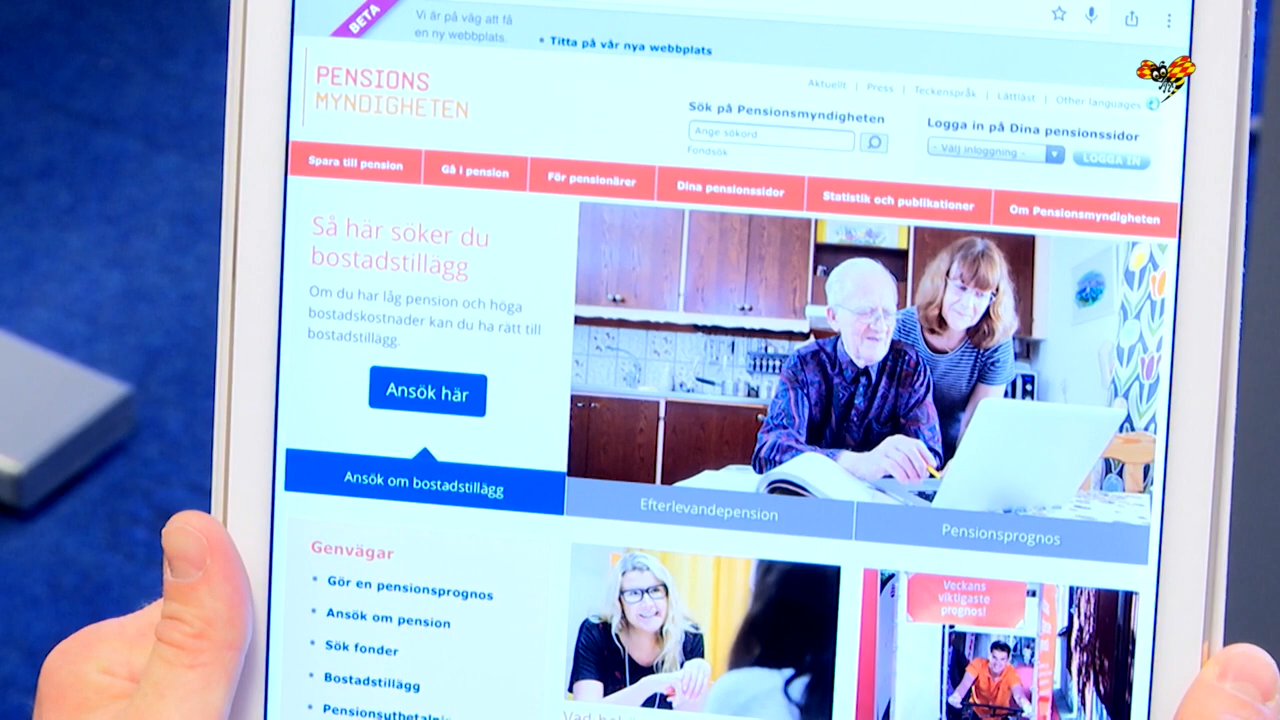 BETA
Vi är på väg att få
en ny webbplats.
Titta på vår nya webbplats
PENSIONS
MYNDIGHETEN
Aktuellt | Press | Teckenspråk | Lättläst | Other languages
Sök på Pensionsmyndigheten
Ange sökord
Fondsök
Logga in på Dina pensionssidor
- Välj inloggning -
LOGGA IN
Spara till pension
Gå i pension
För pensionärer
Dina pensionssidor
Statistik och publikationer
Om Pensionsmyndigheten
Så här söker du
bostadstillägg
Om du har låg pension och höga
bostadskostnader kan du ha rätt till
bostadstillägg.
Ansök här
Ansök om bostadstillägg
Efterlevandepension
Pensionsprognos
Genvägar
Gör en pensionsprognos
Ansök om pension
Sök fonder
Bostadstillägg
Veckans
viktigaste
prognos!